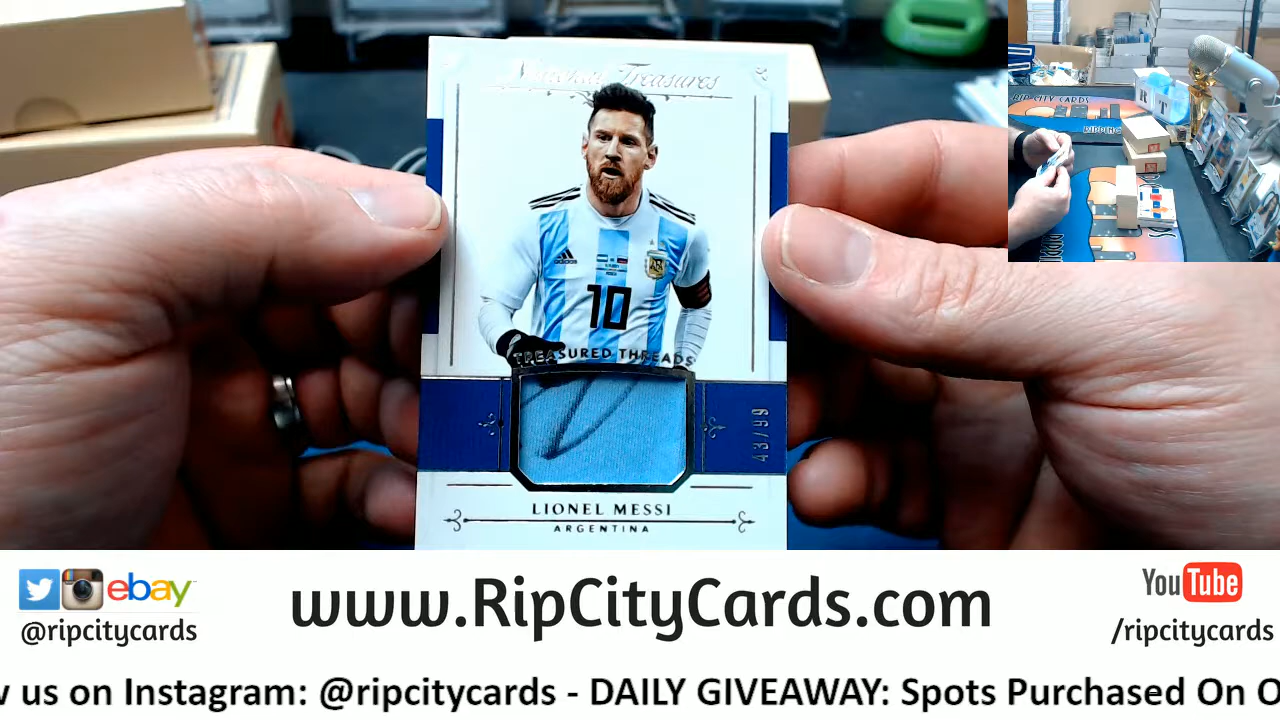 National Treasures
10
TREASURED THREADS
43/99
LIONEL MESSI
ARGENTINA
RIP CITY CARDS
RIPPING
R
T
ebay
@ripcitycards
www.RipCityCards.com
YouTube
/ripcitycards
us on Instagram: @ripcitycards - DAILY GIVEAWAY: Spots Purchased On